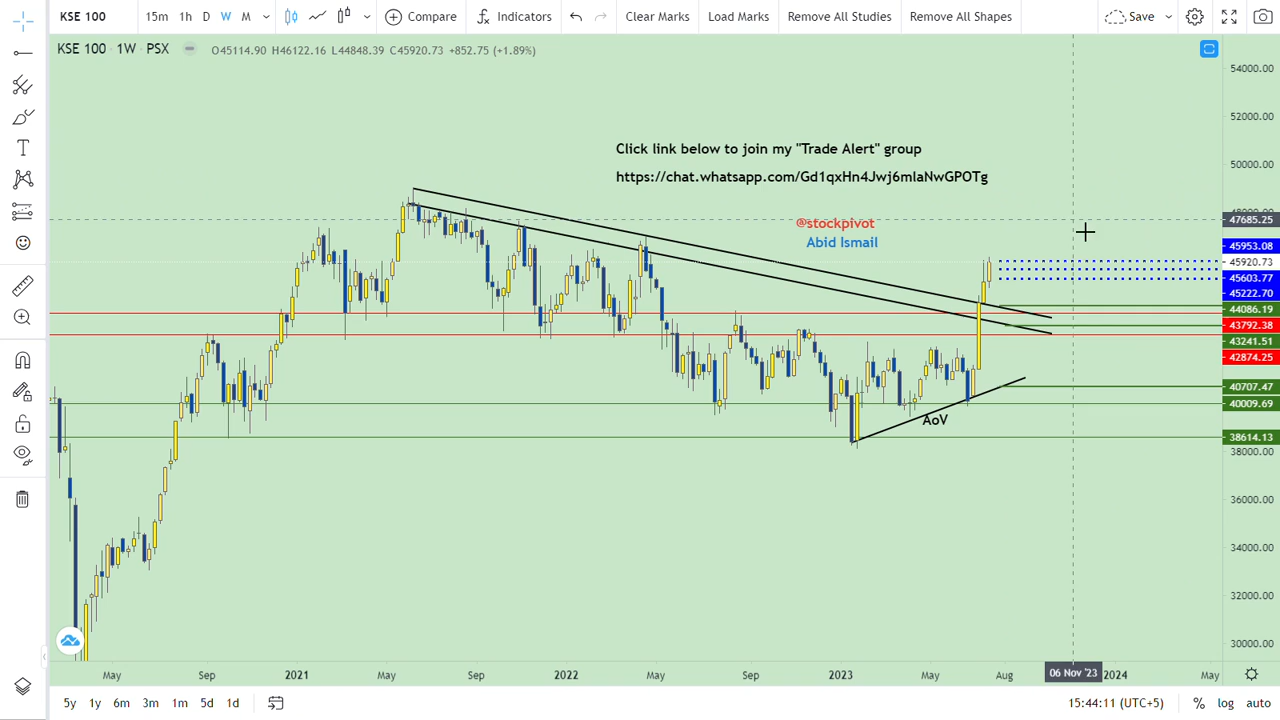 KSE 100 15m 1h D W M Compare Indicators Clear Marks Load Marks Remove All Studies Remove All Shapes Save
KSE 100 · 1W · PSX O45114.90 H46122.16 L44848.39 C45920.73 +852.75 (+1.89%)
54000.00
52000.00
Click link below to join my "Trade Alert" group
50000.00
https://chat.whatsapp.com/Gd1qxHn4Jwj6mlaNwGPOTg
47685.25
@stockpivot
Abid Ismail
45953.08
45920.73
45603.77
45222.70
44086.19
43792.38
43241.51
42874.25
40707.47
40009.69
AoV
38614.13
38000.00
36000.00
34000.00
32000.00
30000.00
May Sep 2021 May Sep 2022 May Sep 2023 May Aug 06 Nov '23 2024 May
5y 1y 6m 3m 1m 5d 1d 15:44:11 (UTC+5) % log auto